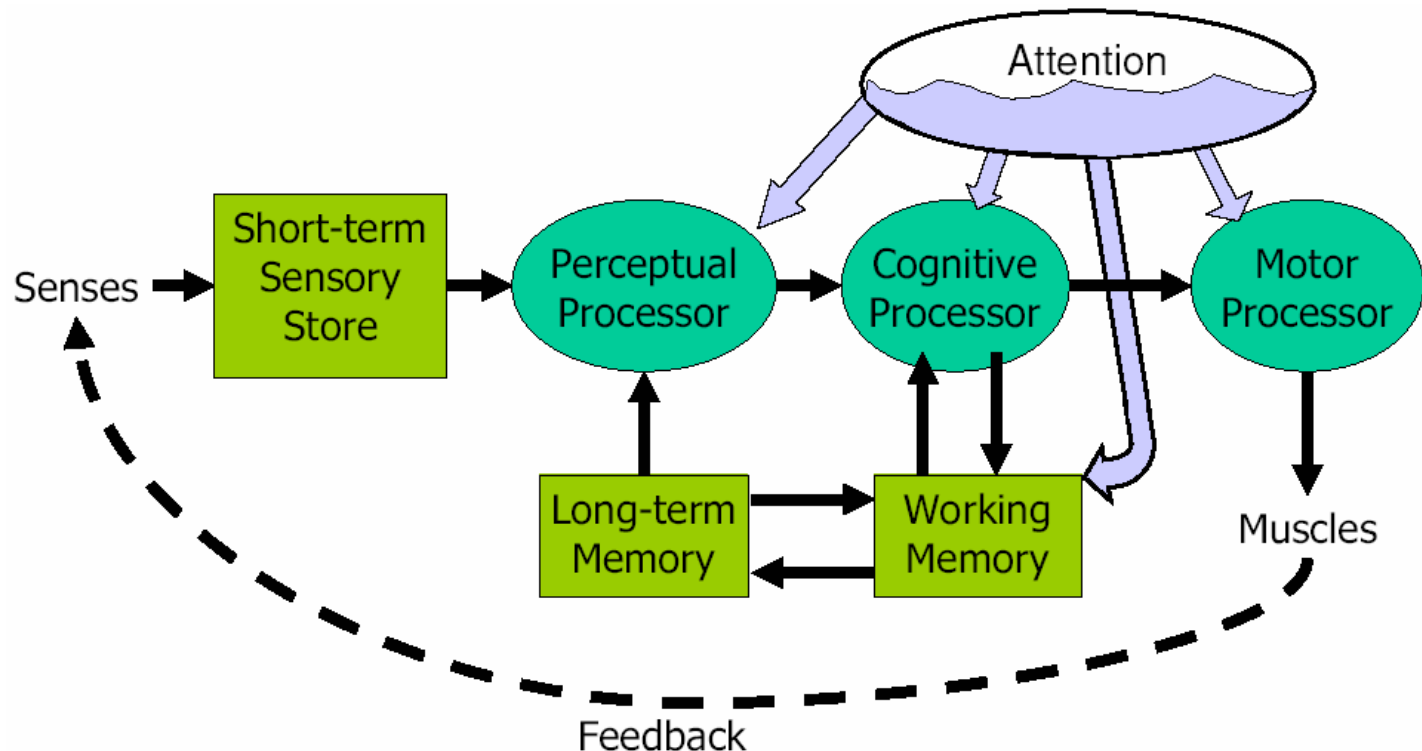 Attention
Short-term
Sensory
Store
Senses
Perceptual
Processor
Cognitive
Processor
Motor
Processor
Long-term
Memory
Working
Memory
Muscles
Feedback